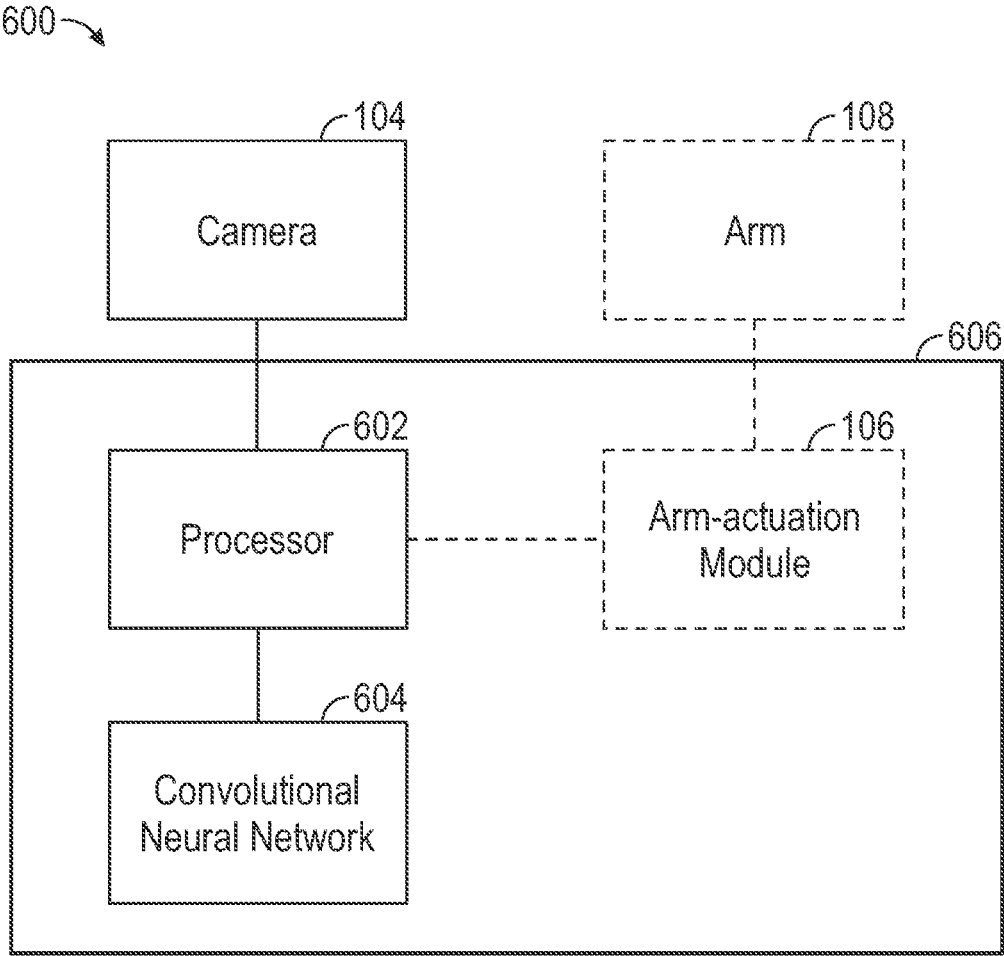 600
104
108
Camera
Arm
606
602
106
Processor
Arm-actuation
Module
604
Convolutional
Neural Network